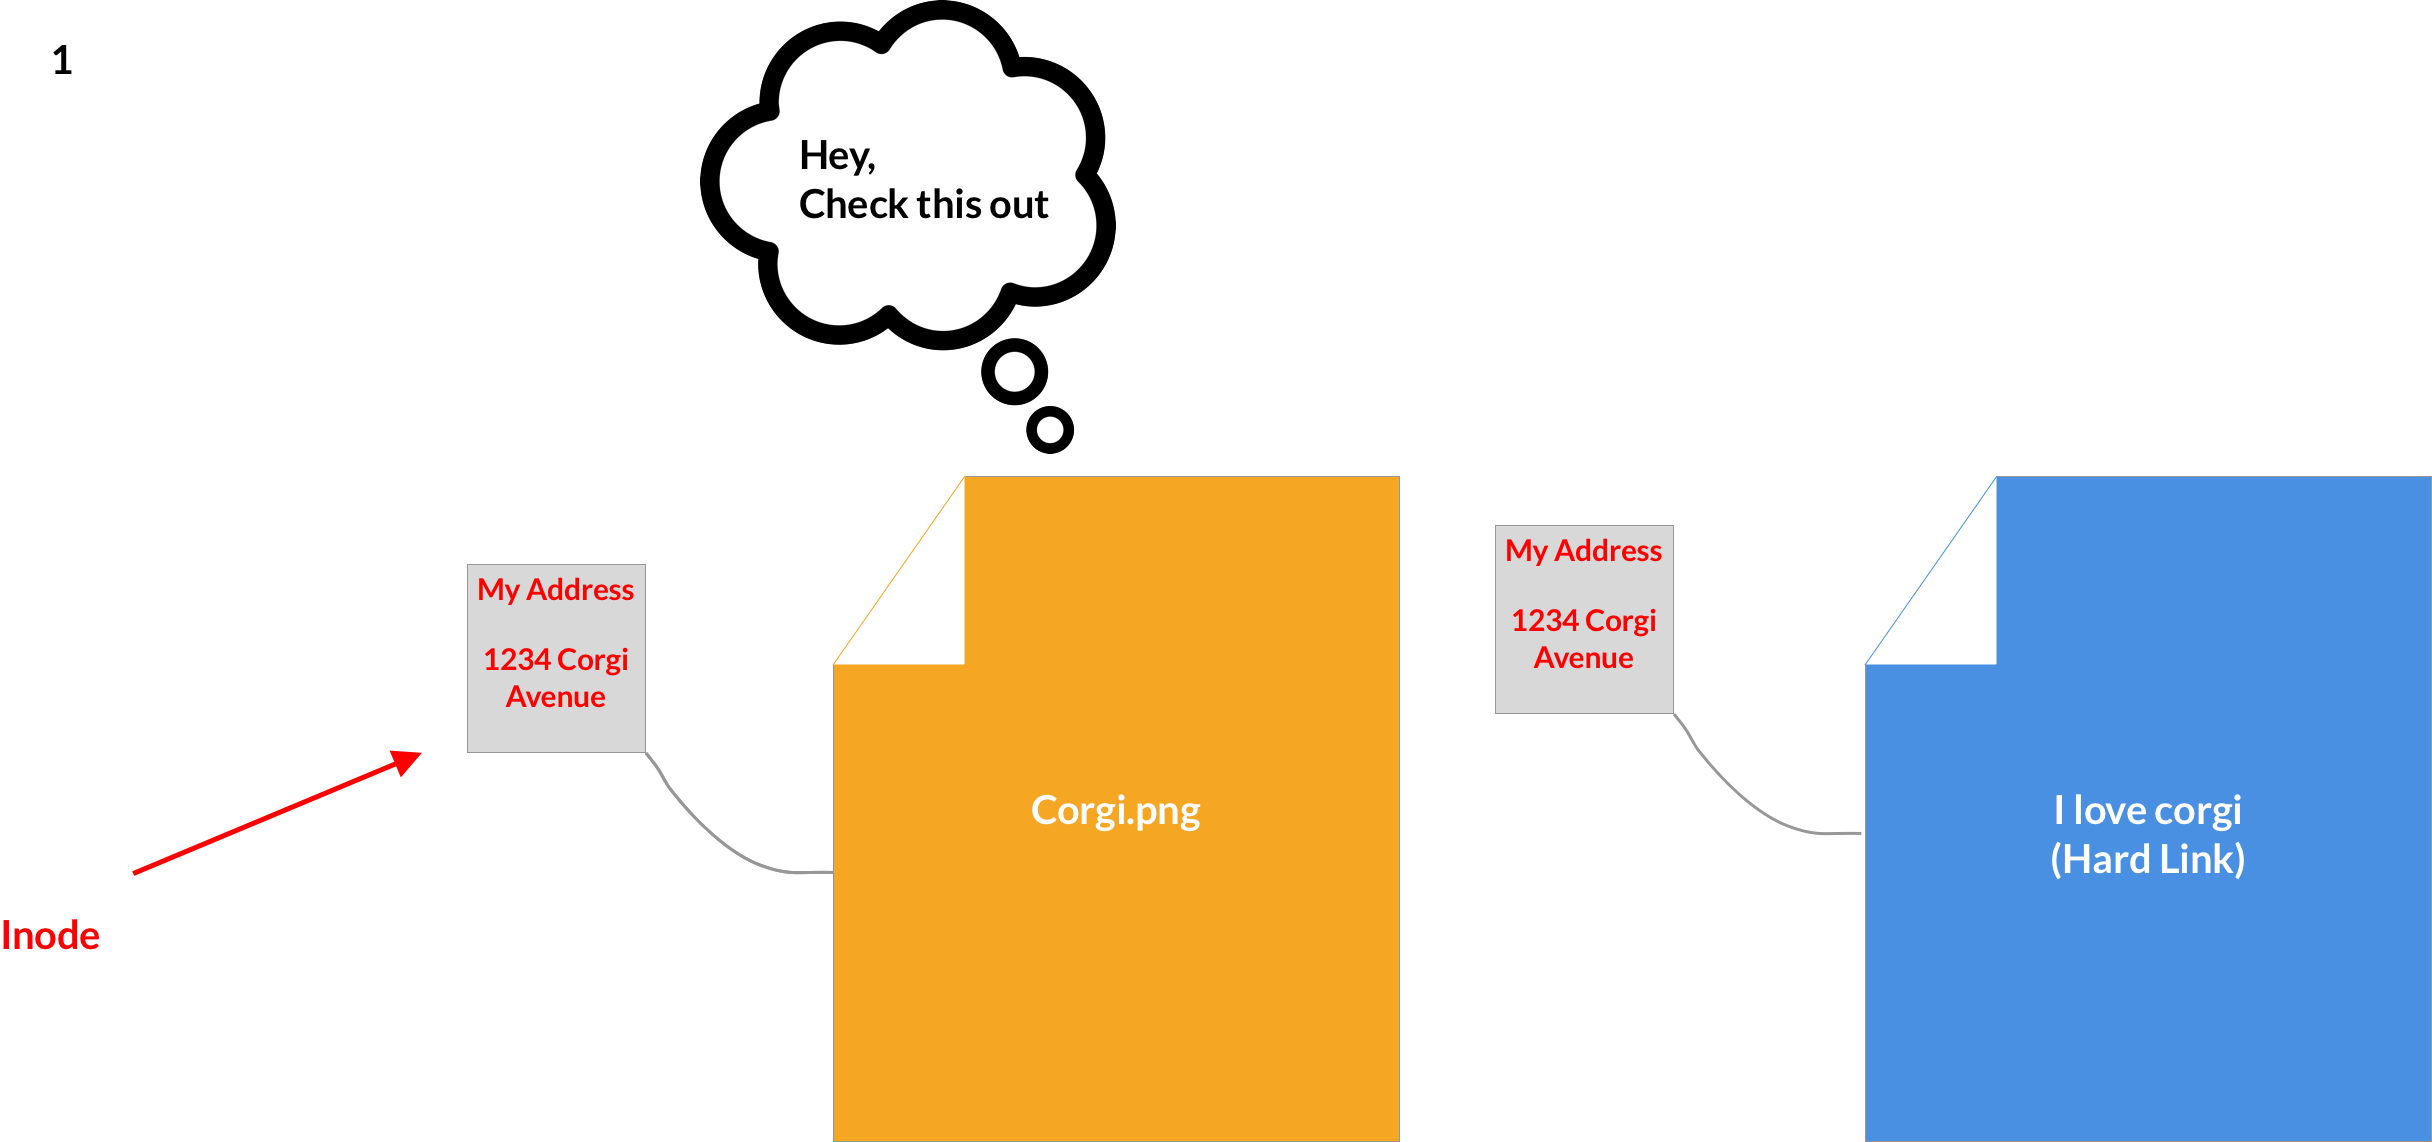 1
Hey,
Check this out
My Address
1234 Corgi
Avenue
My Address
1234 Corgi
Avenue
Corgi.png
I love corgi
(Hard Link)
Inode